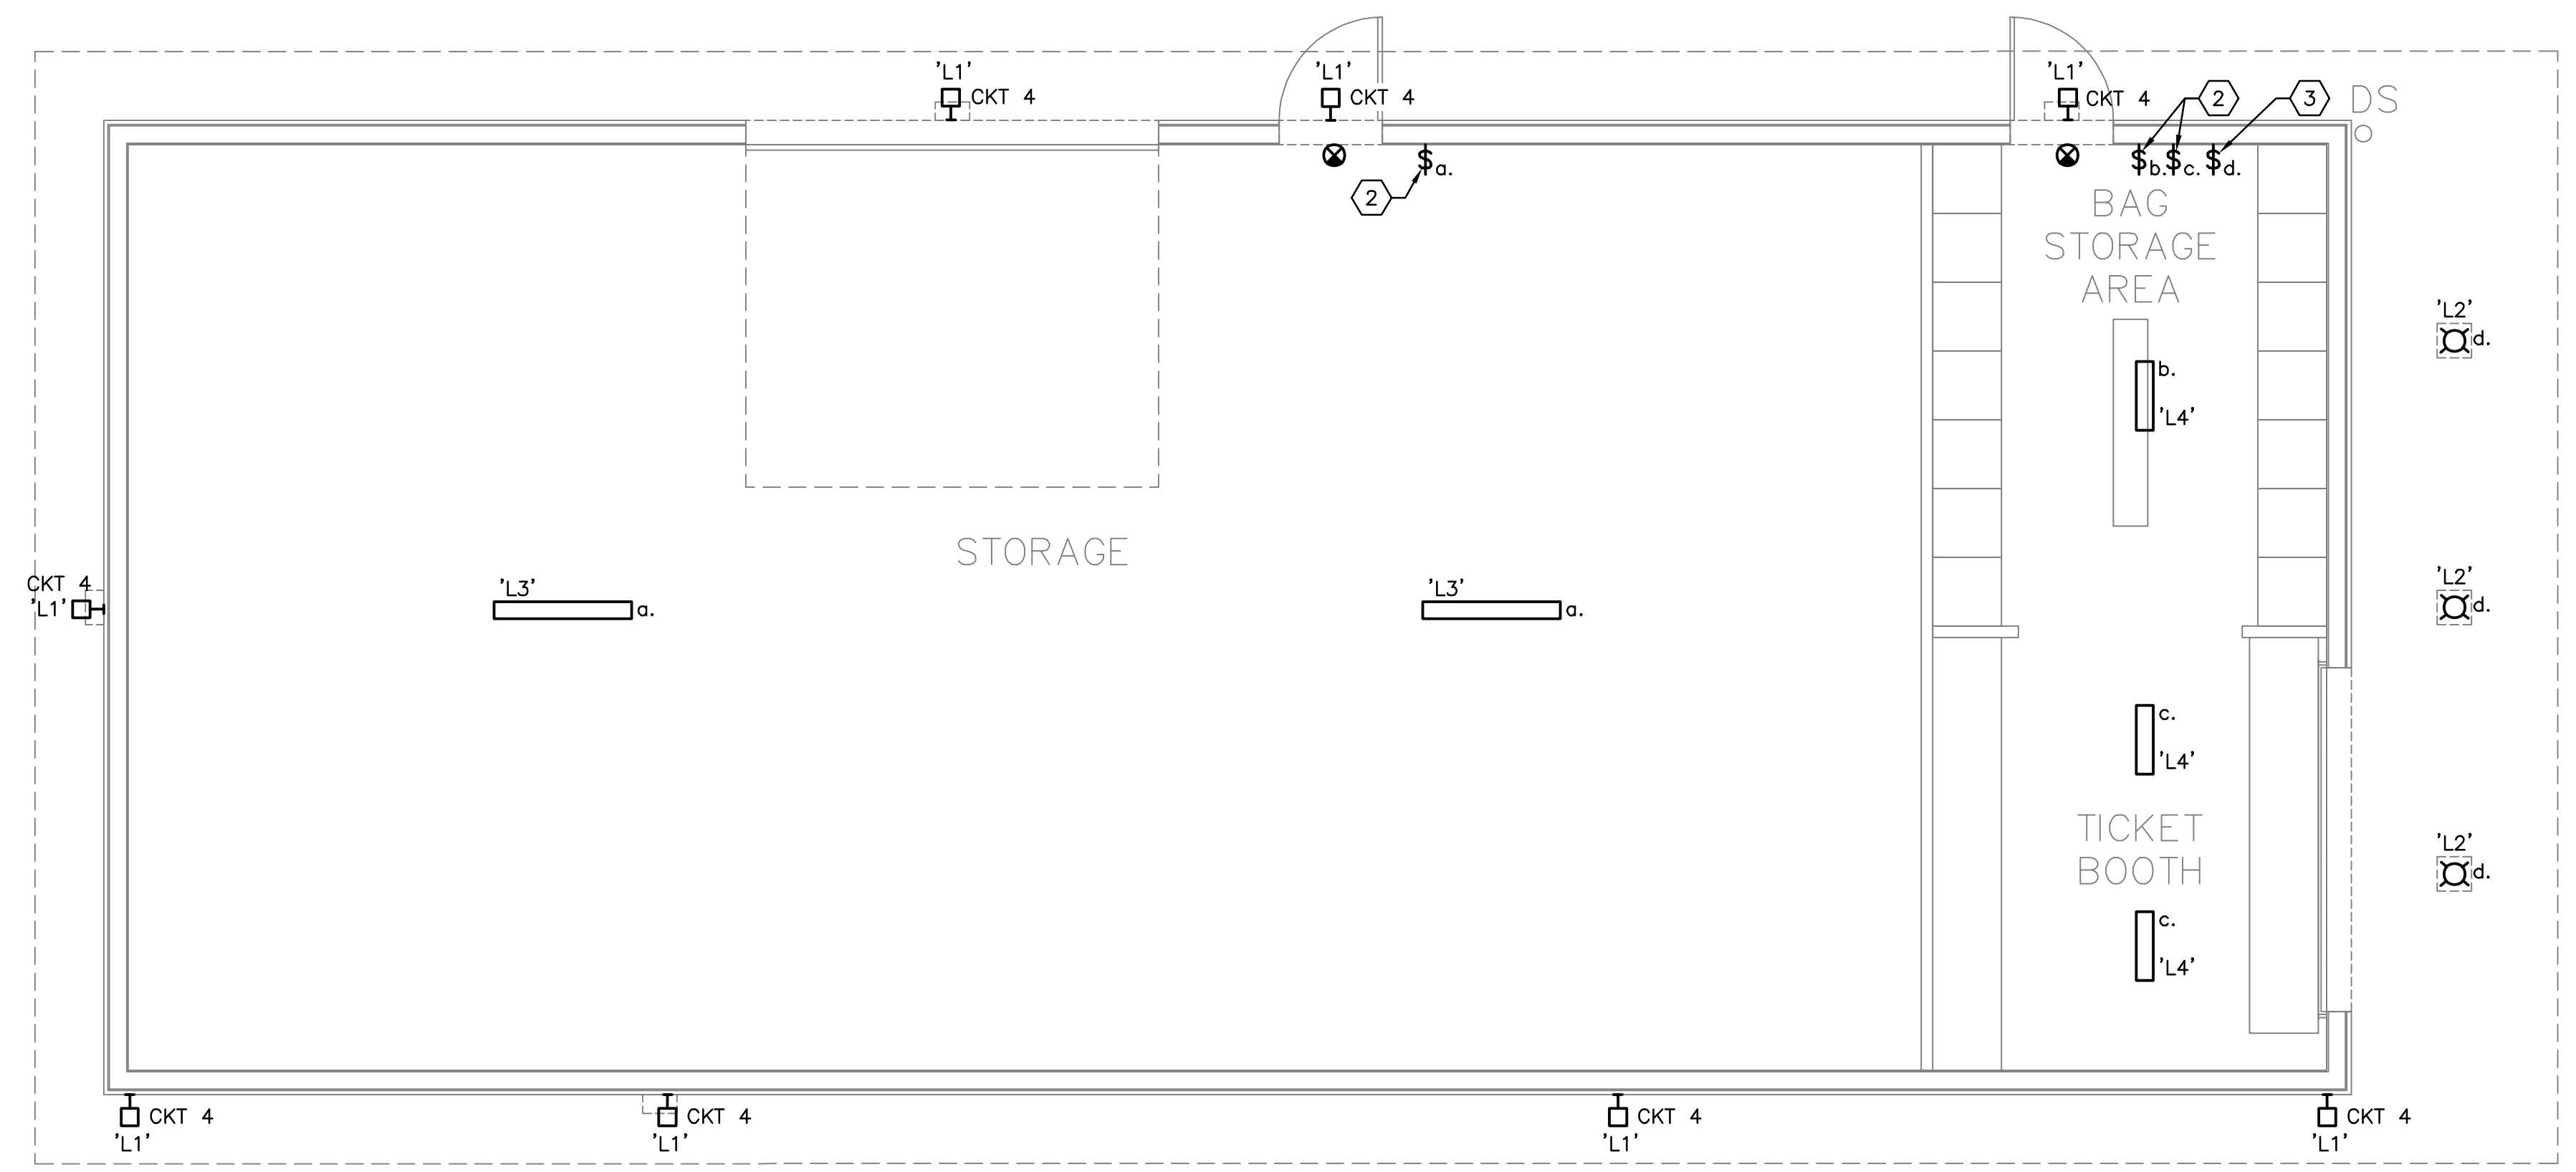 'L1'
CKT 4
'L1'
CKT 4
'L1'
CKT 4
2
3
DS
a.
2
b.
c.
d.
BAG
STORAGE
AREA
'L2'
d.
b.
'L4'
STORAGE
CKT 4
'L1'
'L3'
a.
'L3'
a.
'L2'
d.
c.
'L4'
TICKET
BOOTH
'L2'
d.
c.
'L4'
CKT 4
'L1'
CKT 4
'L1'
CKT 4
'L1'
CKT 4
'L1'